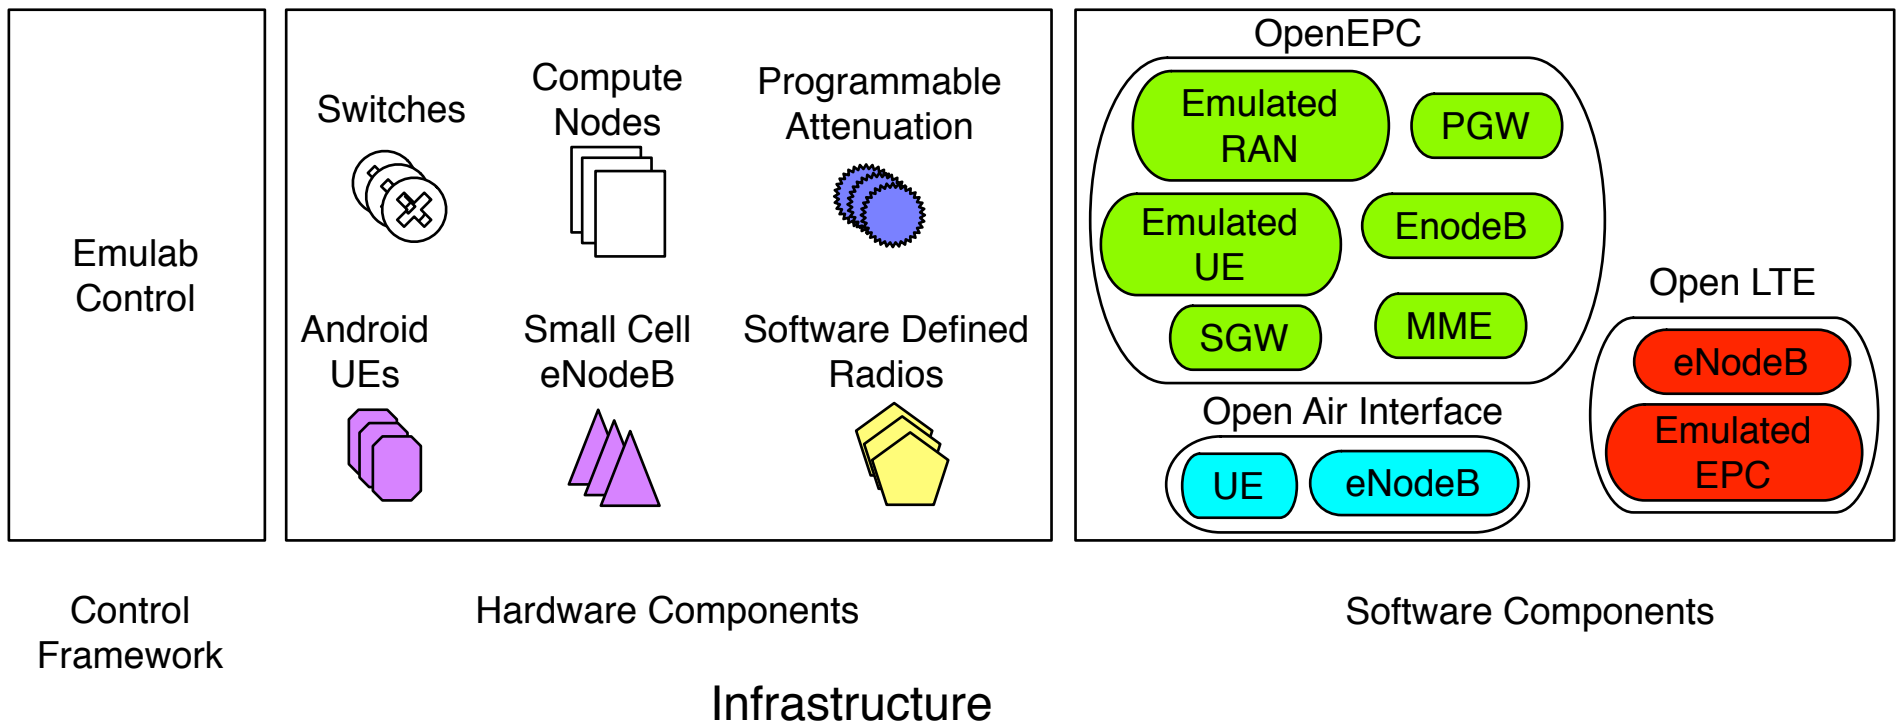 Emulab
Control
Switches
Compute
Nodes
Programmable
Attenuation
Android
UEs
Small Cell
eNodeB
Software Defined
Radios
OpenEPC
Emulated
RAN
PGW
Emulated
UE
EnodeB
SGW
MME
Open Air Interface
UE
eNodeB
Open LTE
eNodeB
Emulated
EPC
Control
Framework
Hardware Components
Software Components
Infrastructure